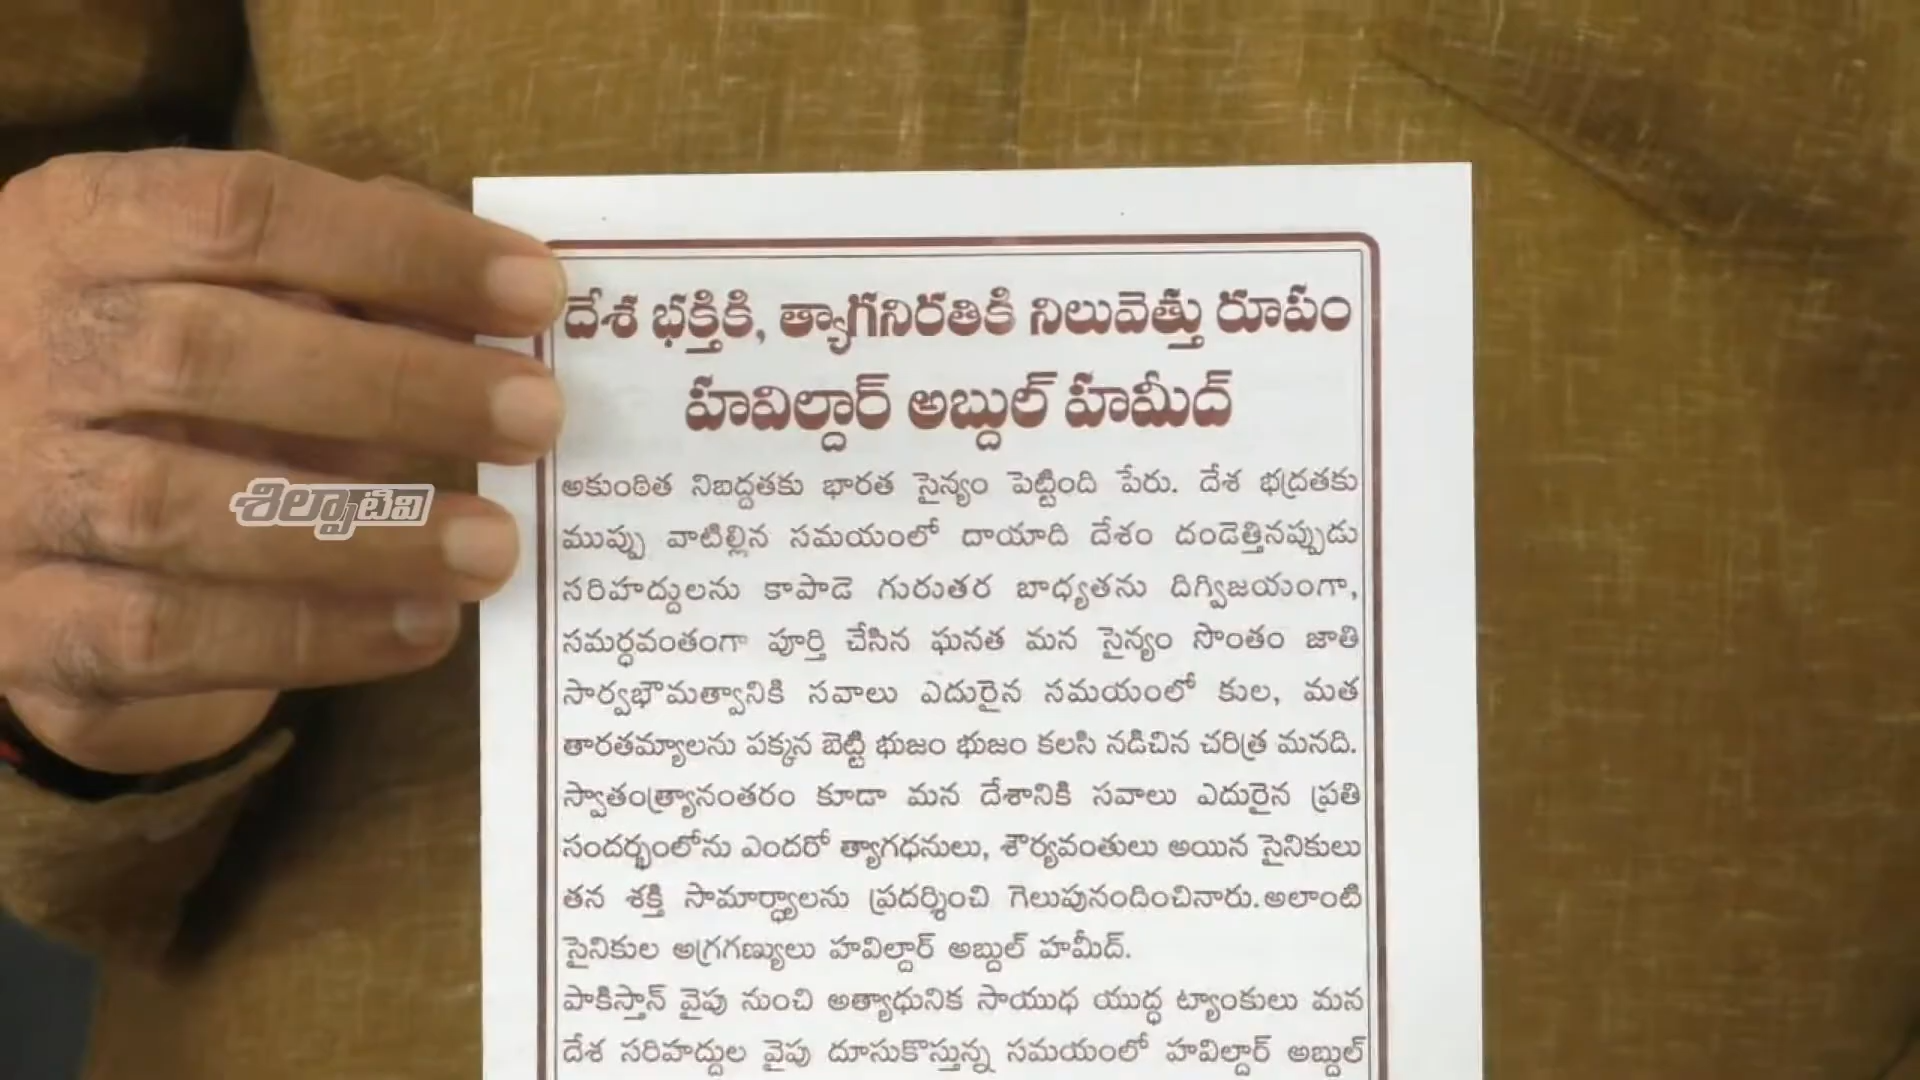 దేశ భక్తికి, త్యాగనిరతికి నిలువెత్తు రూపం
హవిల్దార్ అబ్దుల్ హమీద్
అకుంఠిత నిబద్దతకు భారత సైన్యం పెట్టింది పేరు. దేశ భద్రతకు
ముప్పు వాటిల్లిన సమయంలో దాయాది దేశం దండెత్తినప్పుడు
సరిహద్దులను కాపాడె గురుతర బాధ్యతను దిగ్విజయంగా,
సమర్ధవంతంగా పూర్తి చేసిన ఘనత మన సైన్యం సొంతం జాతి
సార్వభౌమత్వానికి సవాలు ఎదురైన సమయంలో కుల, మత
తారతమ్యాలను పక్కన బెట్టి భుజం భుజం కలసి నడిచిన చరిత్ర మనది.
స్వాతంత్ర్యానంతరం కూడా మన దేశానికి సవాలు ఎదురైన ప్రతి
సందర్భంలోను ఎందరో త్యాగధనులు, శౌర్యవంతులు అయిన సైనికులు
తన శక్తి సామార్ధ్యాలను ప్రదర్శించి గెలుపునందించినారు.అలాంటి
సైనికుల అగ్రగణ్యులు హవిల్దార్ అబ్దుల్ హమీద్.
పాకిస్తాన్ వైపు నుంచి అత్యాధునిక సాయుధ యుద్ధ ట్యాంకులు మన
దేశ సరిహద్దుల వైపు దూసుకొస్తున్న సమయంలో హవిల్దార్ అబ్దుల్
శిల్పాటివి